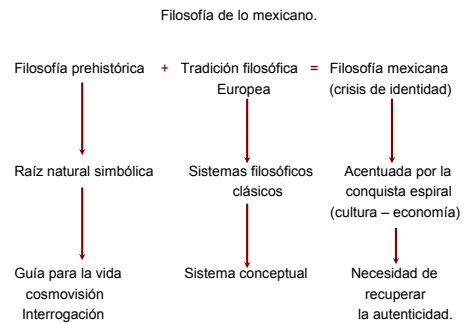 Filosofía de lo mexicano.
Filosofía prehistórica + Tradición filosófica = Filosofía mexicana
Europea (crisis de identidad)
Raíz natural simbólica Sistemas filosóficos Acentuada por la
clásicos conquista espiral
(cultura – economía)
Guía para la vida Sistema conceptual Necesidad de
cosmovisión recuperar
Interrogación la autenticidad.